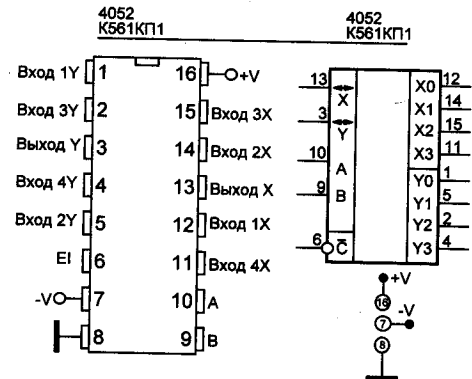 4052
К561КП1
4052
К561КП1
Вход 1Y 1 16 +V
Вход 3Y 2 15 Вход 3X
Выход Y 3 14 Вход 2X
Вход 4Y 4 13 Выход X
Вход 2Y 5 12 Вход 1X
EI 6 11 Вход 4X
-V 7 10 A
8 9 B
13 X X0 12
X1 14
3 Y X2 15
10 A X3 11
9 B Y0 1
Y1 5
Y2 2
6 C Y3 4
+V
16
7 -V
8